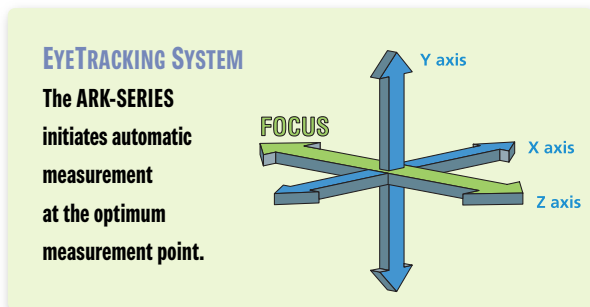 EYETRACKING SYSTEM
The ARK-SERIES
initiates automatic
measurement
at the optimum
measurement point.
FOCUS
Y axis
X axis
Z axis